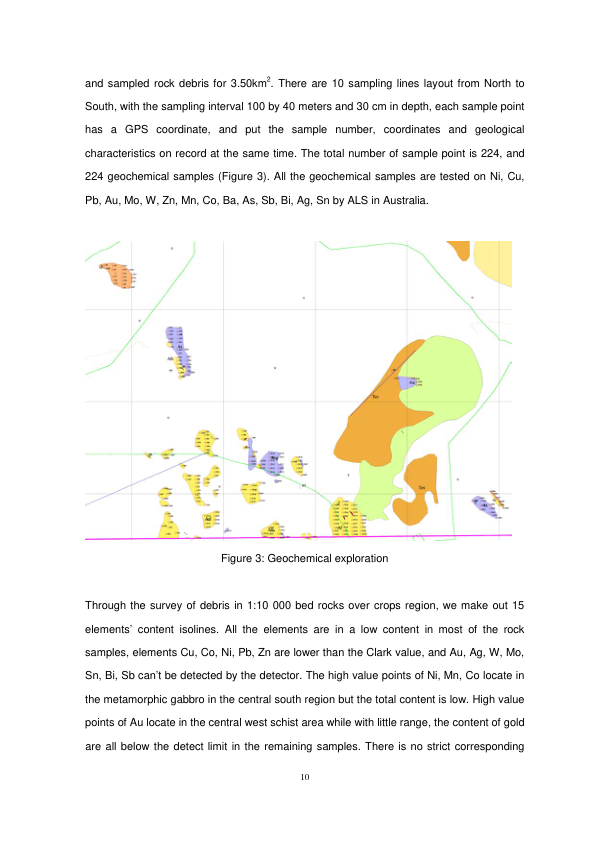 and sampled rock debris for 3.50km². There are 10 sampling lines layout from North to
South, with the sampling interval 100 by 40 meters and 30 cm in depth, each sample point
has a GPS coordinate, and put the sample number, coordinates and geological
characteristics on record at the same time. The total number of sample point is 224, and
224 geochemical samples (Figure 3). All the geochemical samples are tested on Ni, Cu,
Pb, Au, Mo, W, Zn, Mn, Co, Ba, As, Sb, Bi, Ag, Sn by ALS in Australia.
Figure 3: Geochemical exploration
Through the survey of debris in 1:10 000 bed rocks over crops region, we make out 15
elements' content isolines. All the elements are in a low content in most of the rock
samples, elements Cu, Co, Ni, Pb, Zn are lower than the Clark value, and Au, Ag, W, Mo,
Sn, Bi, Sb can't be detected by the detector. The high value points of Ni, Mn, Co locate in
the metamorphic gabbro in the central south region but the total content is low. High value
points of Au locate in the central west schist area while with little range, the content of gold
are all below the detect limit in the remaining samples. There is no strict corresponding
10